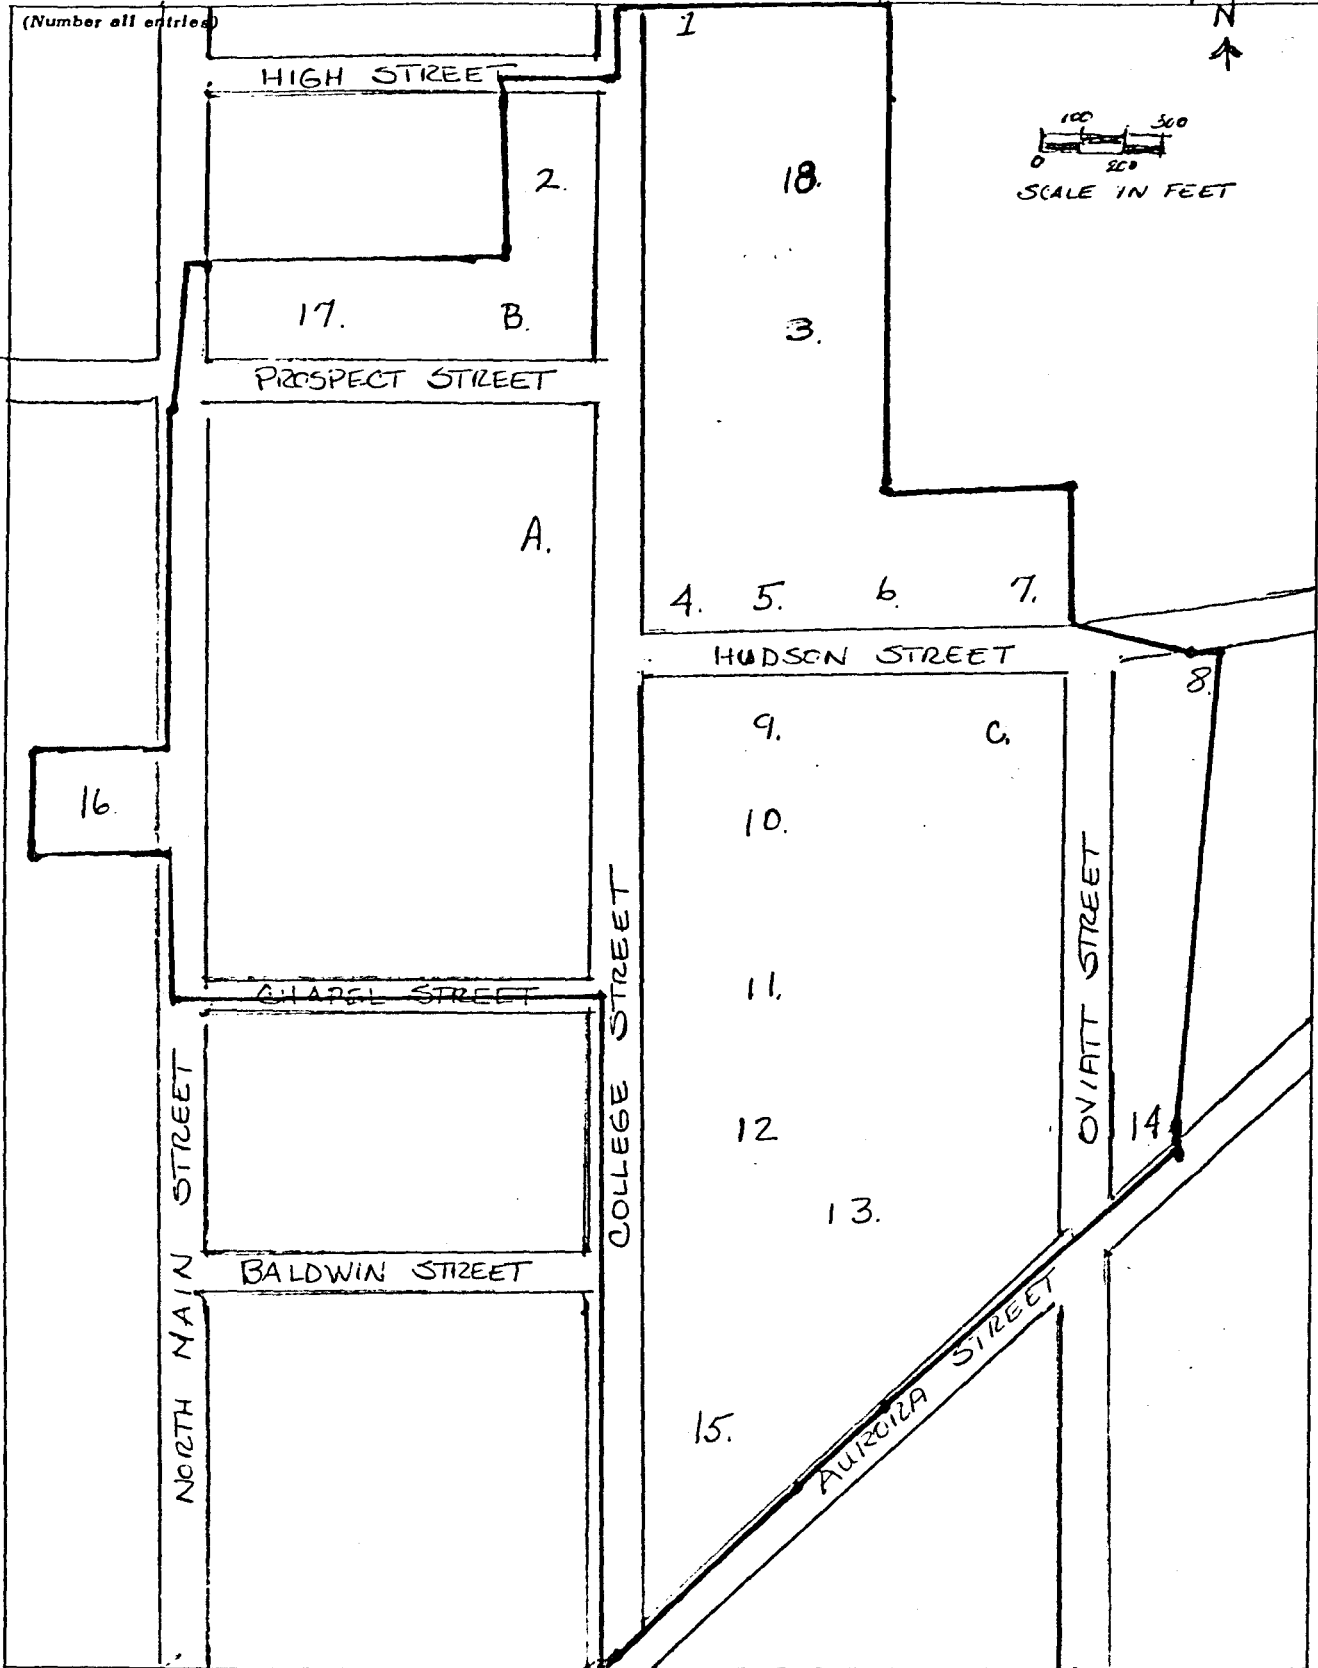 (Number all entries)
1
N
HIGH STREET
100 300
0 200
SCALE IN FEET
2.
18.
17.
B.
3.
PROSPECT STREET
A.
4. 5. 6. 7.
HUDSON STREET
8.
9.
C.
16.
10.
11.
CHAPEL STREET
COLLEGE STREET
OVIATT STREET
12
14
13.
NORTH MAIN STREET
BALDWIN STREET
AURORA STREET
15.